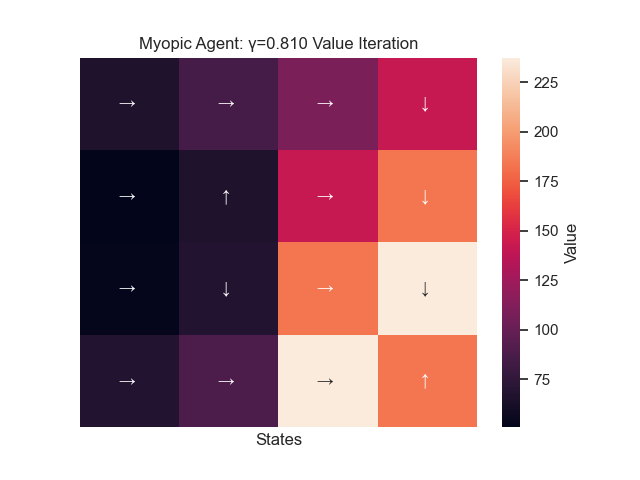 Myopic Agent: γ=0.810 Value Iteration
→ → → ↓
→ ↑ → ↓
→ ↓ → ↓
→ → → ↑
States
225
200
175
150
125
100
75
Value